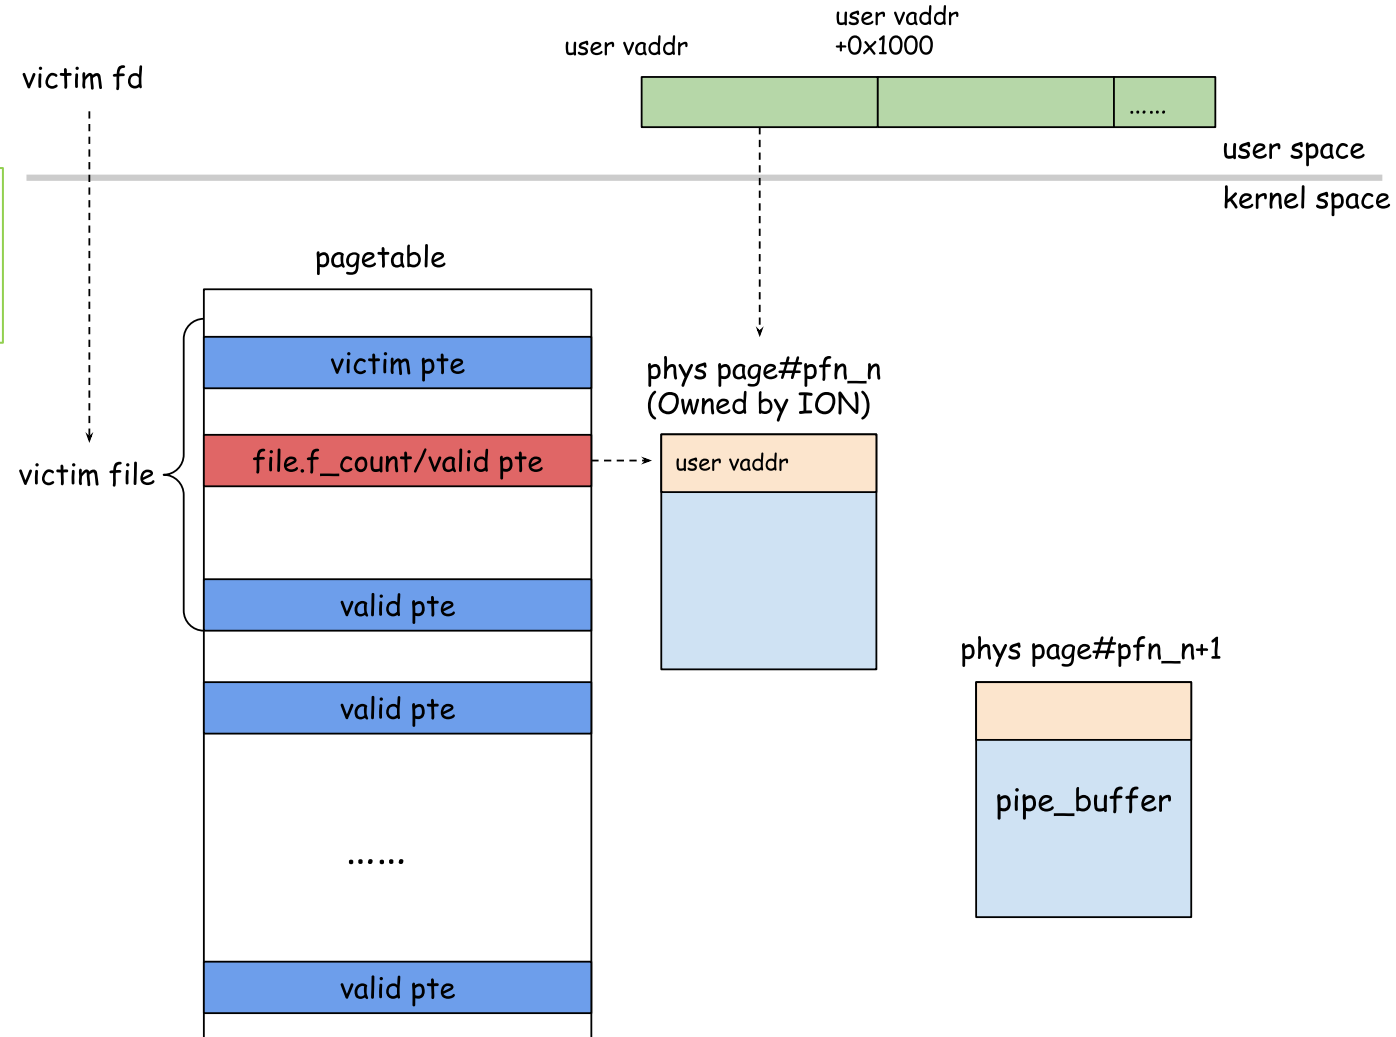 user vaddr
user vaddr
+0x1000
victim fd
......
user space
kernel space
pagetable
victim pte
phys page#pfn_n
(Owned by ION)
file.f_count/valid pte
user vaddr
victim file
valid pte
phys page#pfn_n+1
valid pte
pipe_buffer
......
valid pte